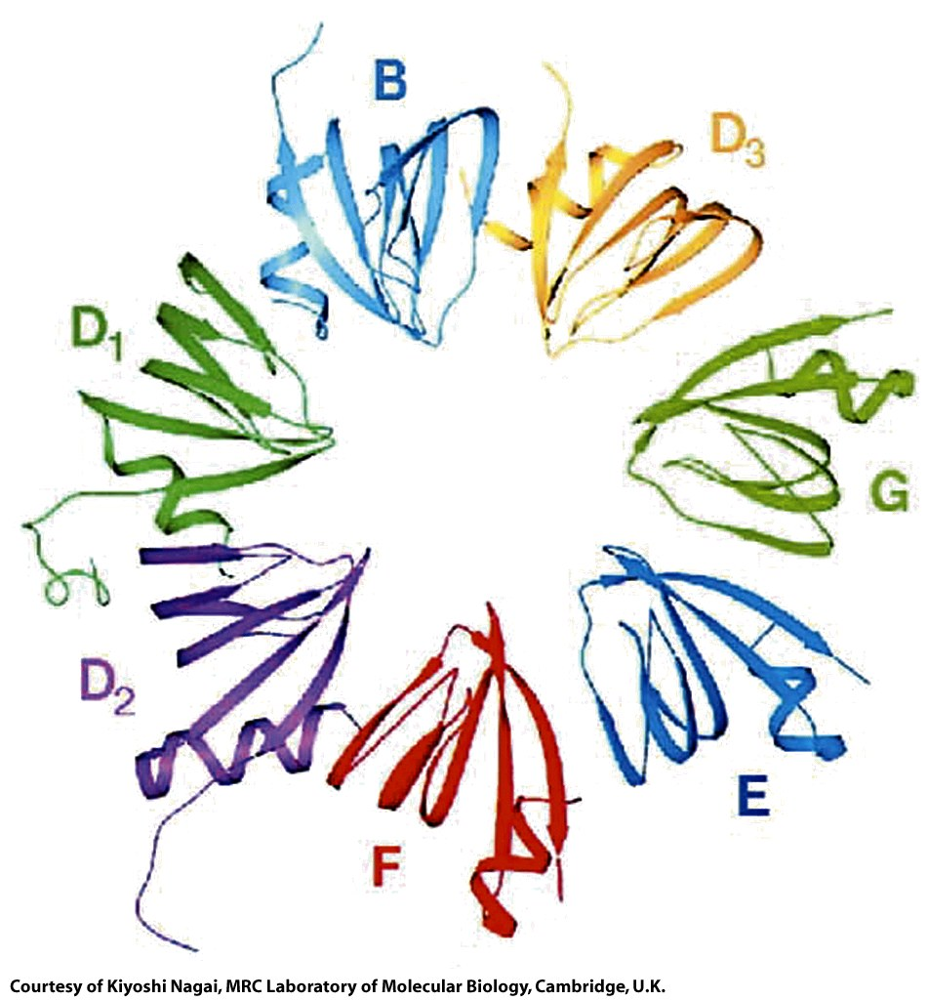 B
D₃
D₁
G
D₂
E
F
Courtesy of Kiyoshi Nagai, MRC Laboratory of Molecular Biology, Cambridge, U.K.